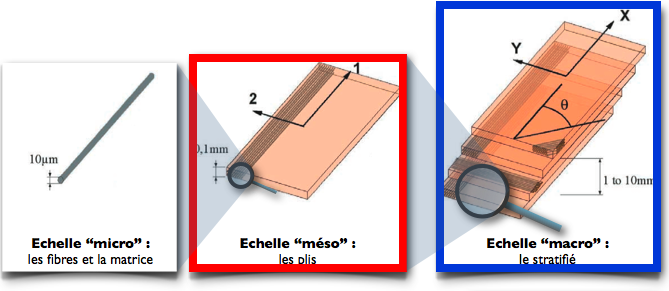 10µm
Echelle “micro” :
les fibres et la matrice
1
2
0,1mm
Echelle “méso” :
les plis
X
Y
θ
1 to 10mm
Echelle “macro” :
le stratifié